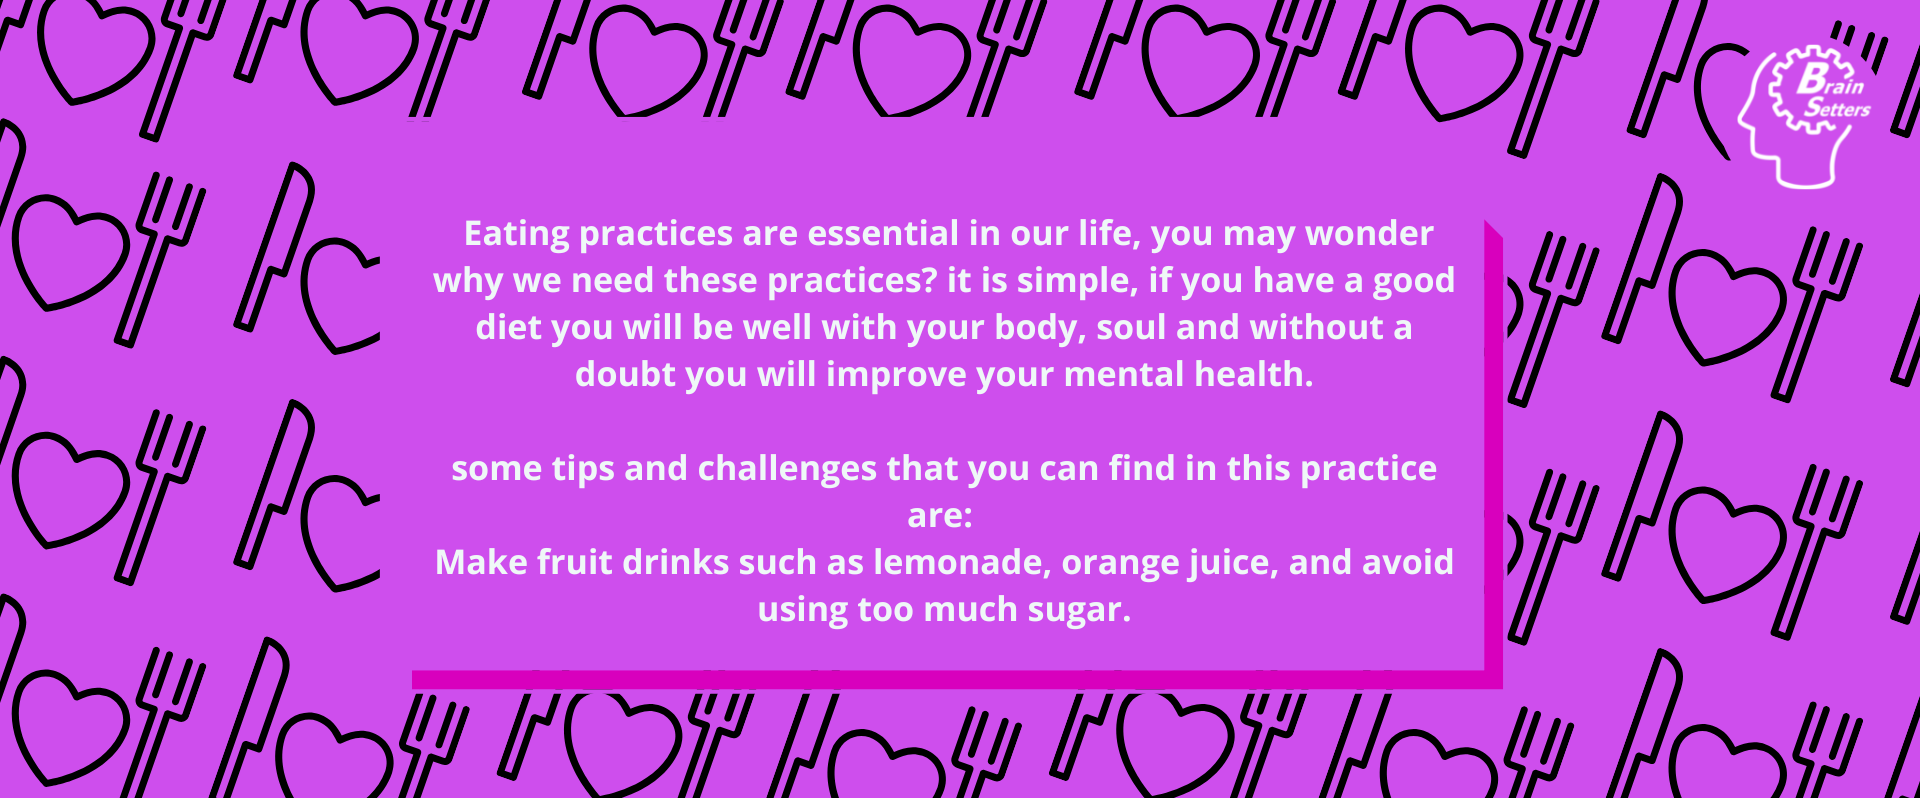 Brain
Setters
Eating practices are essential in our life, you may wonder
why we need these practices? it is simple, if you have a good
diet you will be well with your body, soul and without a
doubt you will improve your mental health.
some tips and challenges that you can find in this practice
are:
Make fruit drinks such as lemonade, orange juice, and avoid
using too much sugar.